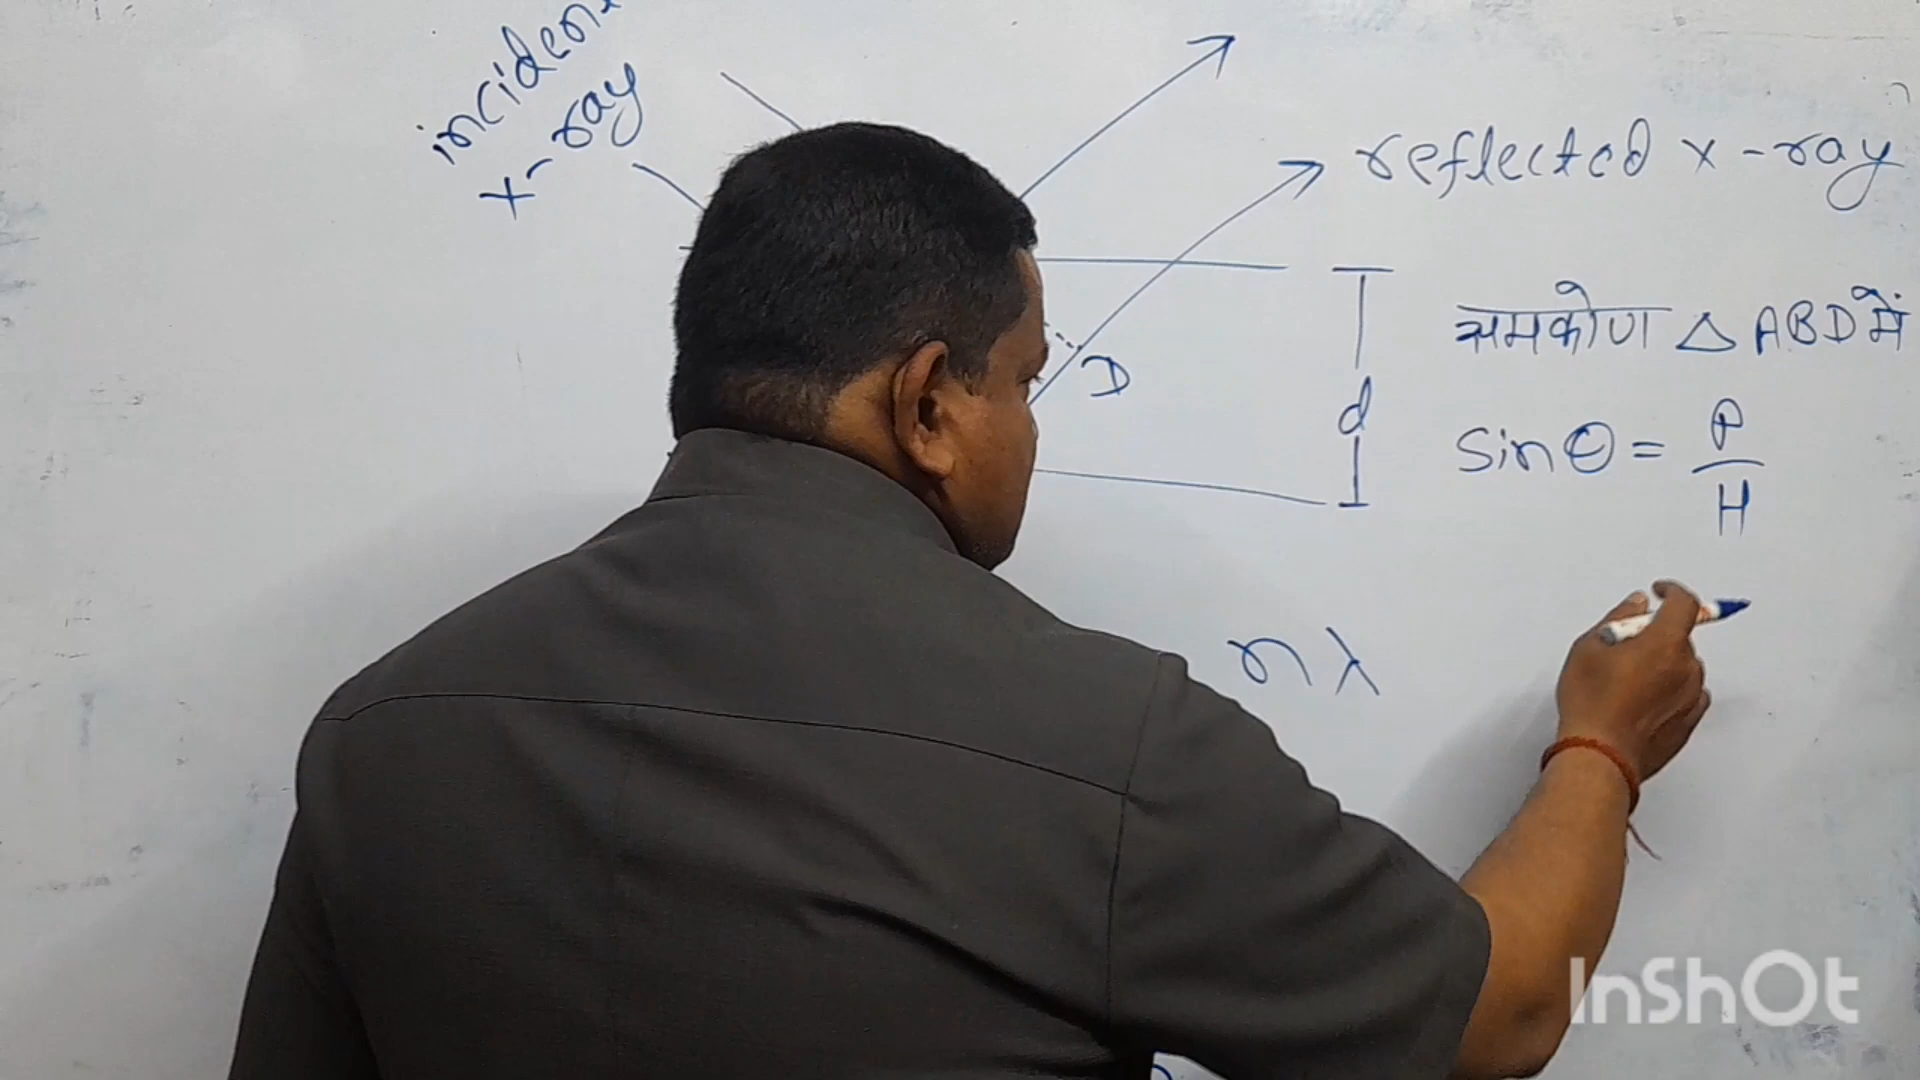 incident
x-ray
reflected x-ray
समकोण △ ABD में
D
d
sinθ = P/H
nλ
InShOt